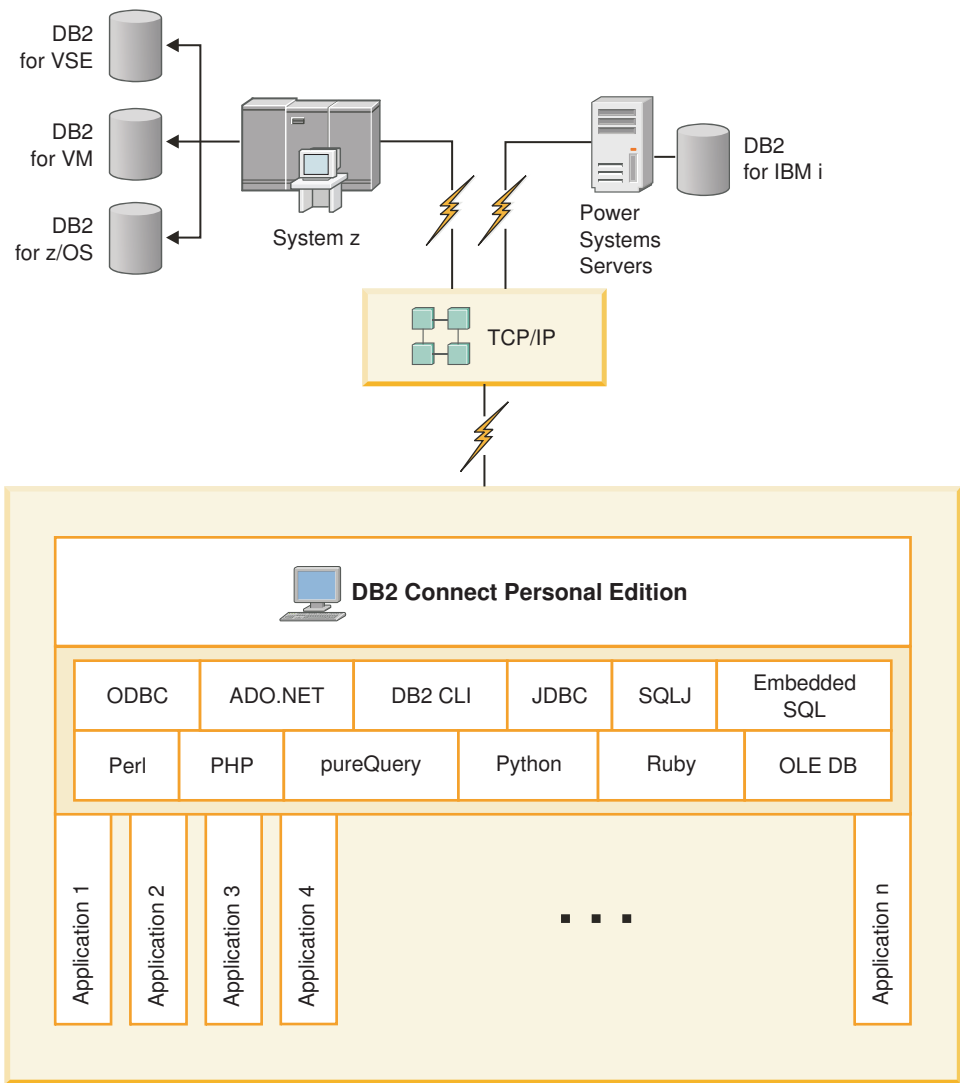 DB2
for VSE
DB2
for VM
DB2
for z/OS
System z
Power
Systems
Servers
DB2
for IBM i
TCP/IP
DB2 Connect Personal Edition
ODBC
ADO.NET
DB2 CLI
JDBC
SQLJ
Embedded
SQL
Perl
PHP
pureQuery
Python
Ruby
OLE DB
Application 1
Application 2
Application 3
Application 4
. . .
Application n